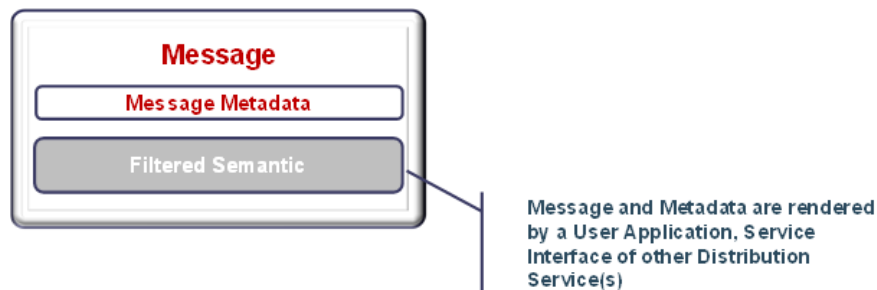 Message
Message Metadata
Filtered Semantic
Message and Metadata are rendered
by a User Application, Service
Interface of other Distribution
Service(s)